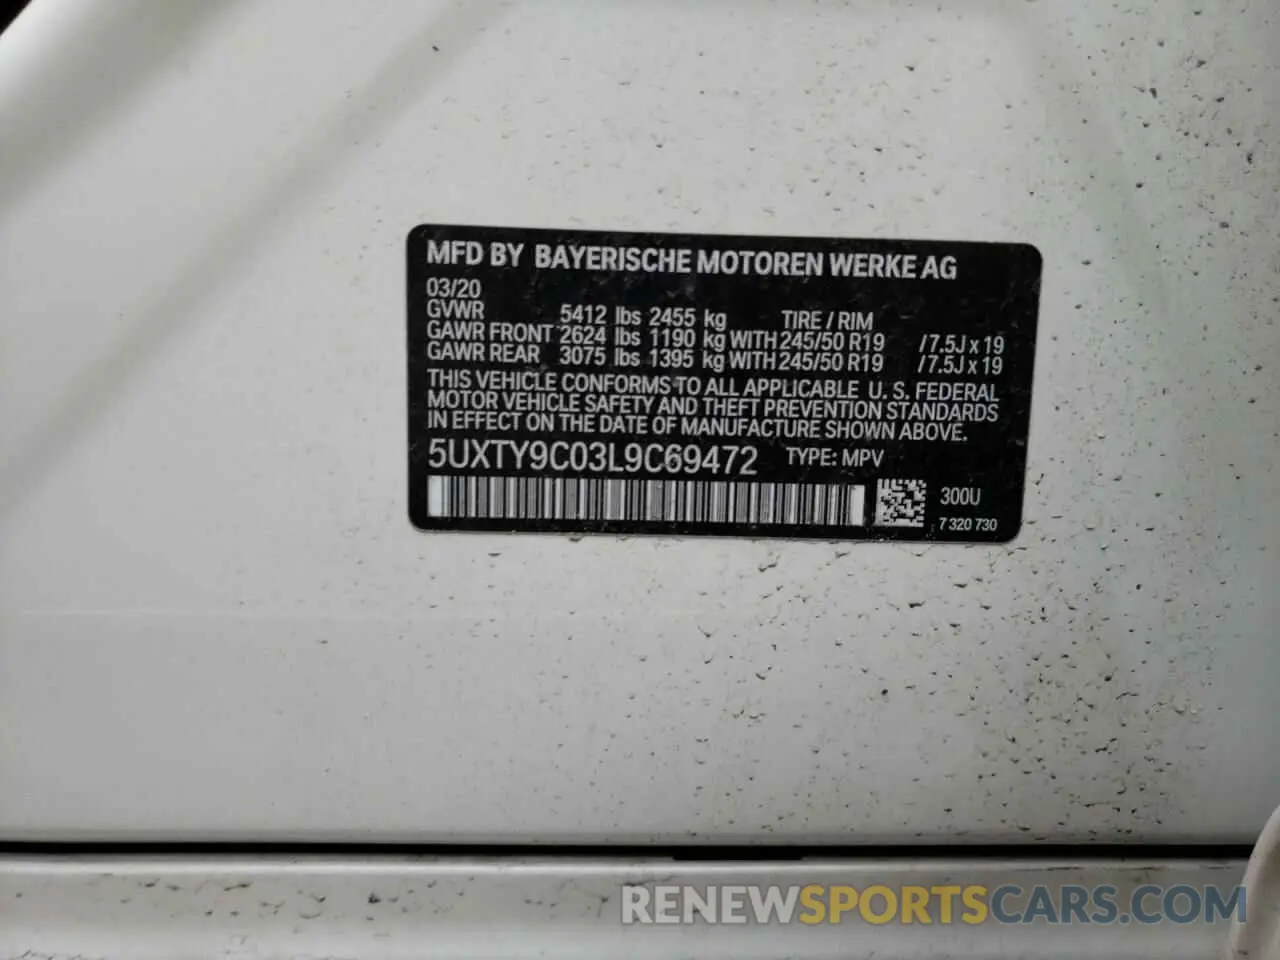 MFD BY BAYERISCHE MOTOREN WERKE AG
03/20
GVWR 5412 lbs 2455 kg TIRE / RIM
GAWR FRONT 2624 lbs 1190 kg WITH 245/50 R19 /7.5J x 19
GAWR REAR 3075 lbs 1395 kg WITH 245/50 R19 /7.5J x 19
THIS VEHICLE CONFORMS TO ALL APPLICABLE U. S. FEDERAL
MOTOR VEHICLE SAFETY AND THEFT PREVENTION STANDARDS
IN EFFECT ON THE DATE OF MANUFACTURE SHOWN ABOVE.
5UXTY9C03L9C69472 TYPE: MPV
300U
7 320 730
RENEWSPORTSCARS.COM